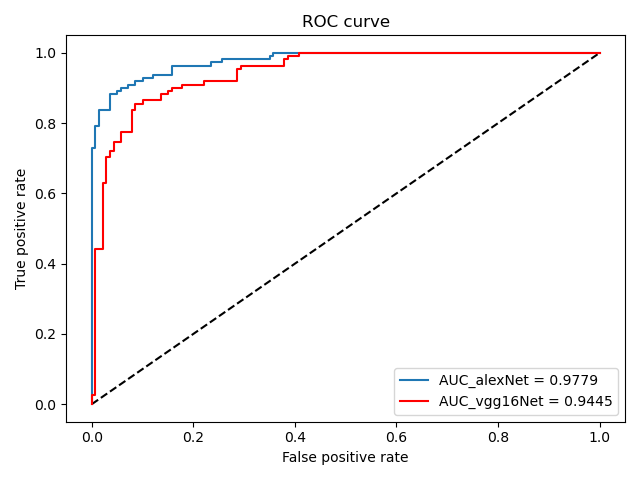 ROC curve
1.0
0.8
0.6
0.4
0.2
0.0
True positive rate
AUC_alexNet = 0.9779
AUC_vgg16Net = 0.9445
0.0 0.2 0.4 0.6 0.8 1.0
False positive rate